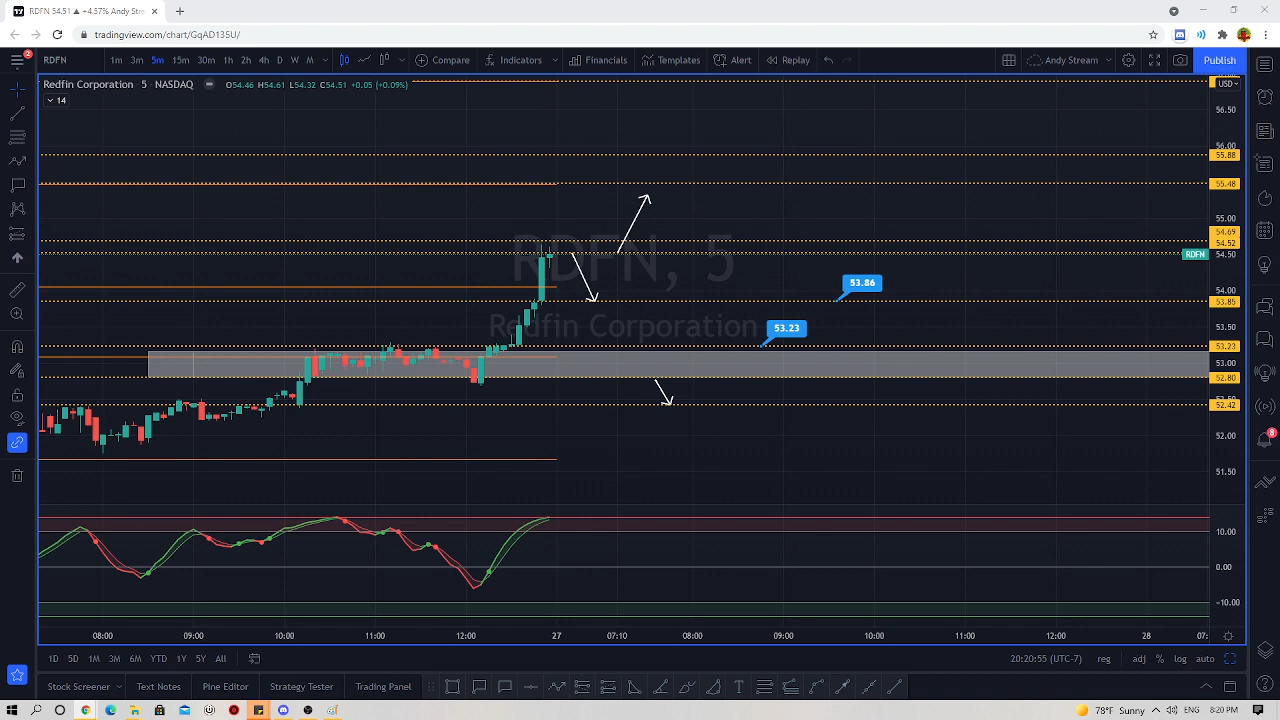 RDFN 54.51 ▲ +4.57% Andy Stre
tradingview.com/chart/GqAD135U/
2
RDFN
1m 3m 5m 15m 30m 1h 2h 4h D W M
Compare
Indicators
Financials
Templates
Alert
Replay
Andy Stream
Publish
Redfin Corporation 5 NASDAQ
O54.46 H54.61 L54.32 C54.51 +0.05 (+0.09%)
14
USD
56.50
56.00
55.88
55.48
55.00
54.69
54.52
RDFN
54.50
54.00
53.85
53.50
53.23
53.00
52.80
52.50
52.42
52.00
51.50
RDFN, 5
Redfin Corporation
53.86
53.23
10.00
0.00
-10.00
8
08:00 09:00 10:00 11:00 12:00 27 07:10 08:00 09:00 10:00 11:00 12:00 28 07:
1D 5D 1M 3M 6M YTD 1Y 5Y All
20:20:55 (UTC-7) reg adj % log auto
Stock Screener Text Notes Pine Editor Strategy Tester Trading Panel
78°F Sunny ENG 8:20 PM